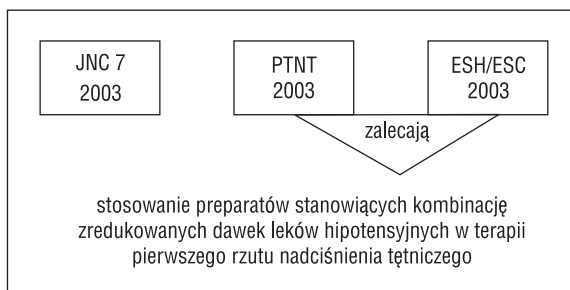 JNC 7
2003
PTNT
2003
ESH/ESC
2003
zalecają
stosowanie preparatów stanowiących kombinację
zredukowanych dawek leków hipotensyjnych w terapii
pierwszego rzutu nadciśnienia tętniczego